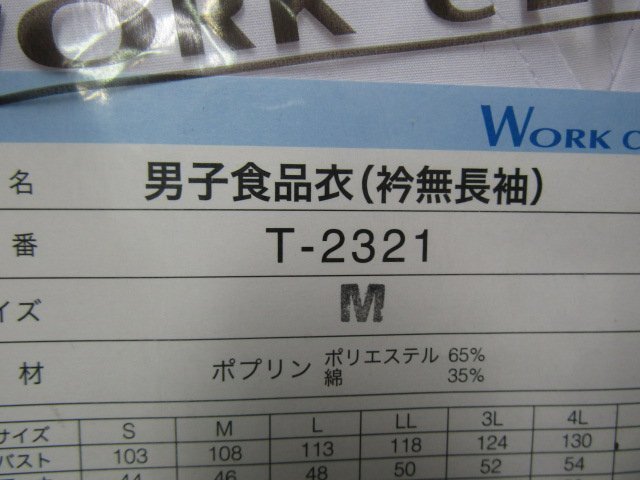 WORK
WORK C
名 男子食品衣(衿無長袖)
番 T-2321
イズ M
材 ポプリン ポリエステル 65%
綿 35%
サイズ S M L LL 3L 4L
バスト 103 108 113 118 124 130
44 46 48 50 52 54